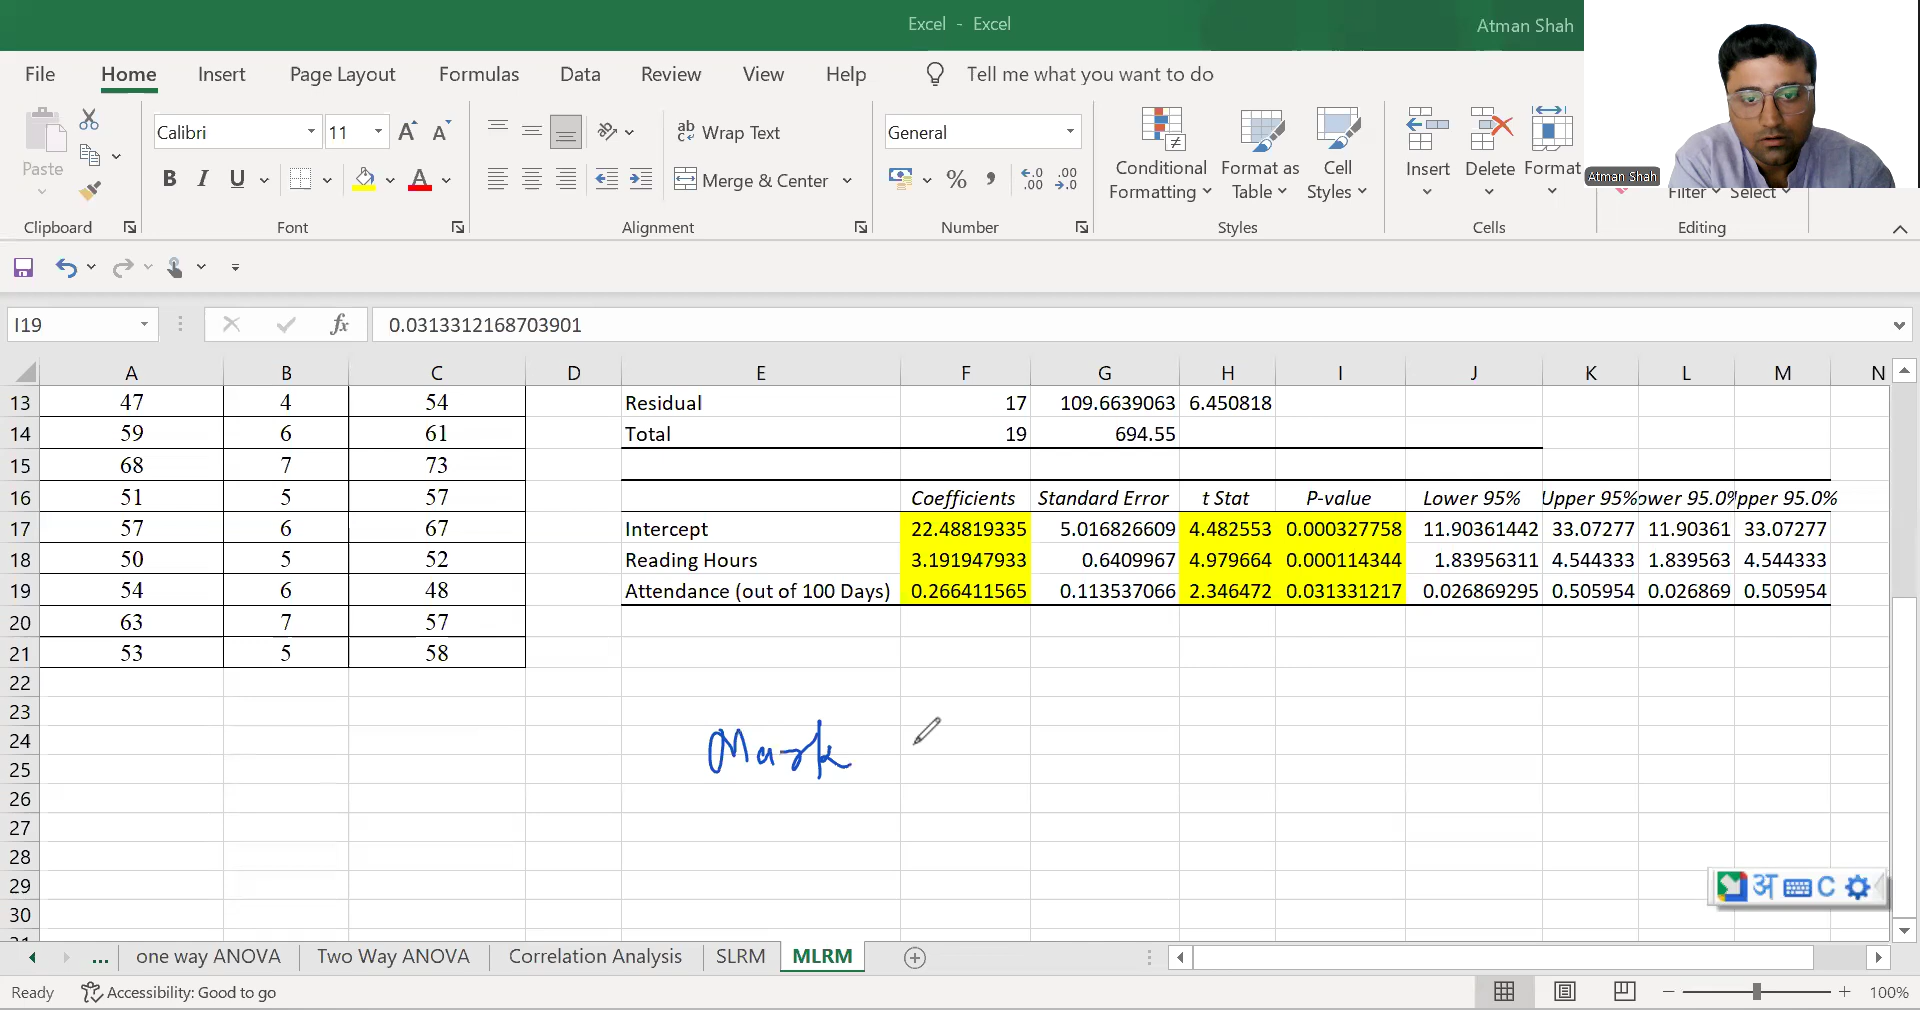 Excel - Excel
Atman Shah
File Home Insert Page Layout Formulas Data Review View Help Tell me what you want to do
Calibri 11
ab Wrap Text
General
Paste
Merge & Center
Conditional Formatting
Format as Table
Cell Styles
Insert Delete Format
Atman Shah
Filter Select
Clipboard Font Alignment Number Styles Cells Editing
I19 fx 0.0313312168703901
A B C D E F G H I J K L M N
13 47 4 54 Residual 17 109.6639063 6.450818
14 59 6 61 Total 19 694.55
15 68 7 73
16 51 5 57 Coefficients Standard Error t Stat P-value Lower 95% Upper 95% ower 95.0% pper 95.0%
17 57 6 67 Intercept 22.48819335 5.016826609 4.482553 0.000327758 11.90361442 33.07277 11.90361 33.07277
18 50 5 52 Reading Hours 3.191947933 0.6409967 4.979664 0.000114344 1.83956311 4.544333 1.839563 4.544333
19 54 6 48 Attendance (out of 100 Days) 0.266411565 0.113537066 2.346472 0.031331217 0.026869295 0.505954 0.026869 0.505954
20 63 7 57
21 53 5 58
22
23
24 Mark
25
26
27
28
29 अ C
30
31
... one way ANOVA Two Way ANOVA Correlation Analysis SLRM MLRM
Ready Accessibility: Good to go 100%